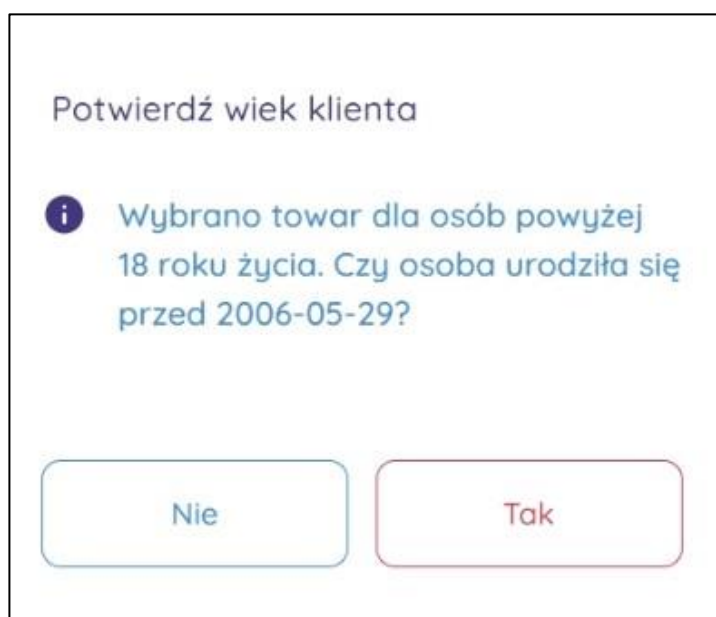 Potwierdź wiek klienta
Wybrano towar dla osób powyżej
18 roku życia. Czy osoba urodziła się
przed 2006-05-29?
Nie
Tak